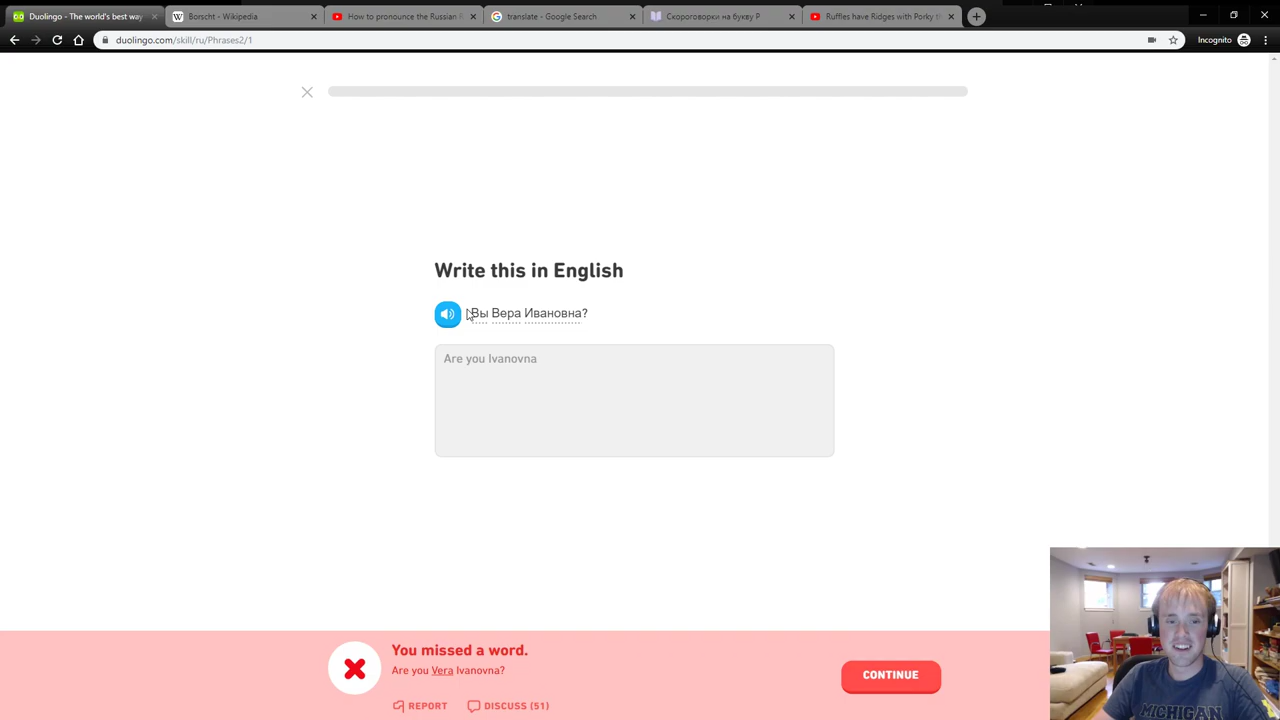 Duolingo - The world's best way
Borscht - Wikipedia
How to pronounce the Russian R
translate - Google Search
Скороговорки на букву Р
Ruffles have Ridges with Porky th
duolingo.com/skill/ru/Phrases2/1
Incognito
Write this in English
Вы Вера Ивановна?
Are you Ivanovna
You missed a word.
Are you Vera Ivanovna?
CONTINUE
REPORT
DISCUSS (51)
MICHIGAN